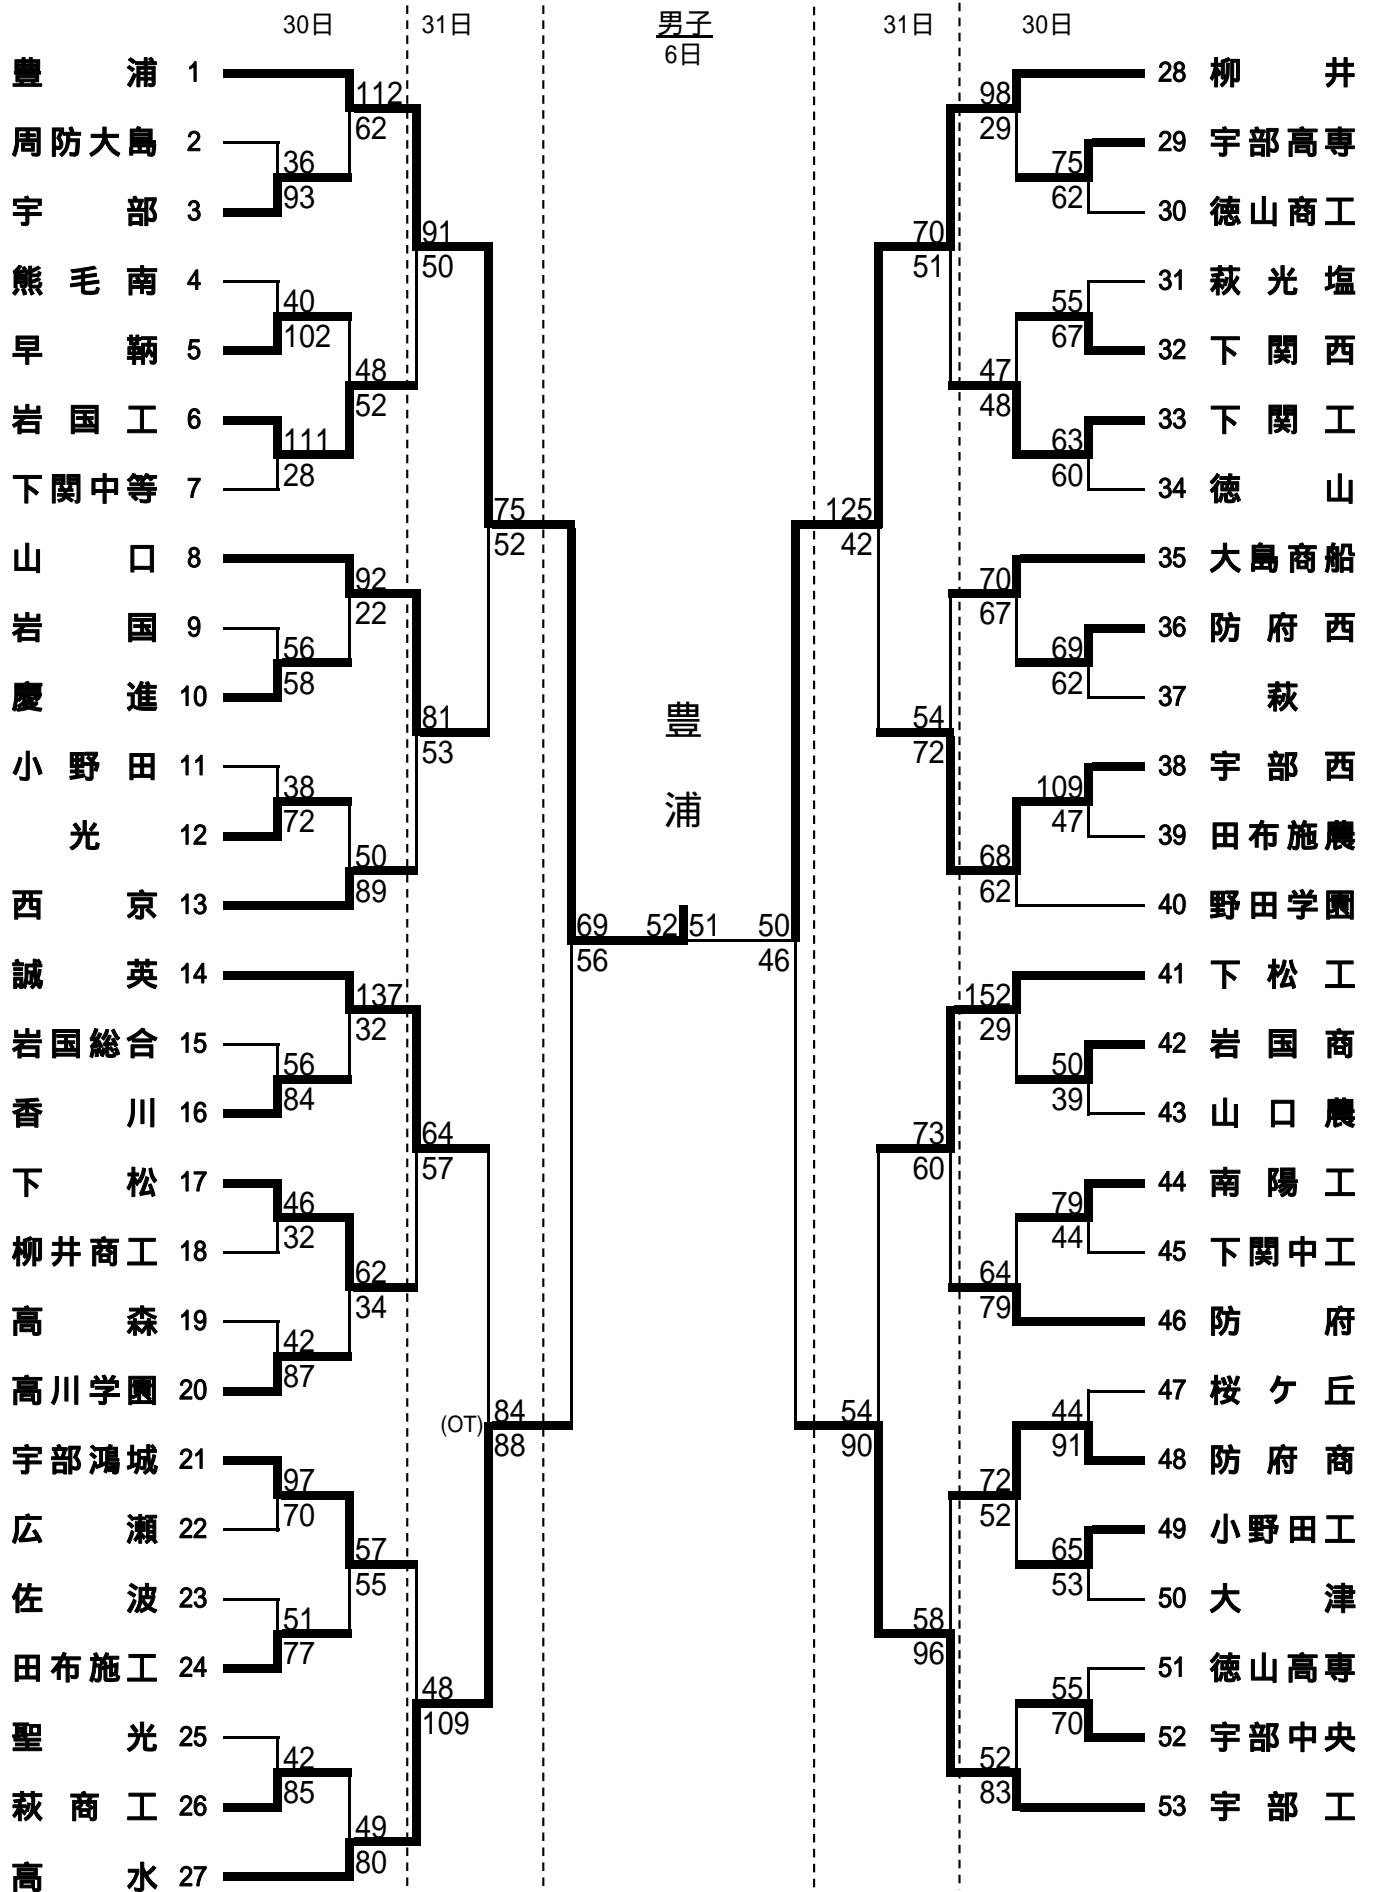 30日 31日 男子 31日 30日
6日
豊浦 1 28 柳井
112 98
62 29
周防大島 2 29 宇部高専
36 75
93 62
宇部 3 30 徳山商工
91 70
50 51
熊毛南 4 31 萩光塩
40 55
102 67
早鞆 5 32 下関西
48 47
52 48
岩国工 6 33 下関工
111 63
28 60
下関中等 7 34 徳山
75 125
52 42
山口 8 35 大島商船
92 70
22 67
岩国 9 36 防府西
56 69
58 62
慶進 10 37 萩
豊
81 54
53 72
小野田 11 38 宇部西
38 109
浦
72 47
光 12 39 田布施農
50 68
89 62
西京 13 40 野田学園
69 52 51 50
56 46
誠英 14 41 下松工
137 152
32 29
岩国総合 15 42 岩国商
56 50
84 39
香川 16 43 山口農
64 73
57 60
下松 17 44 南陽工
46 79
32 44
柳井商工 18 45 下関中工
62 64
34 79
高森 19 46 防府
42
87
高川学園 20 47 桜ケ丘
(OT) 84 54 44
88 90 91
宇部鴻城 21 48 防府商
97 72
70 52
広瀬 22 49 小野田工
57 65
55 53
佐波 23 50 大津
51 58
77 96
田布施工 24 51 徳山高専
48 55
109 70
聖光 25 52 宇部中央
42 52
85 83
萩商工 26 53 宇部工
49
80
高水 27